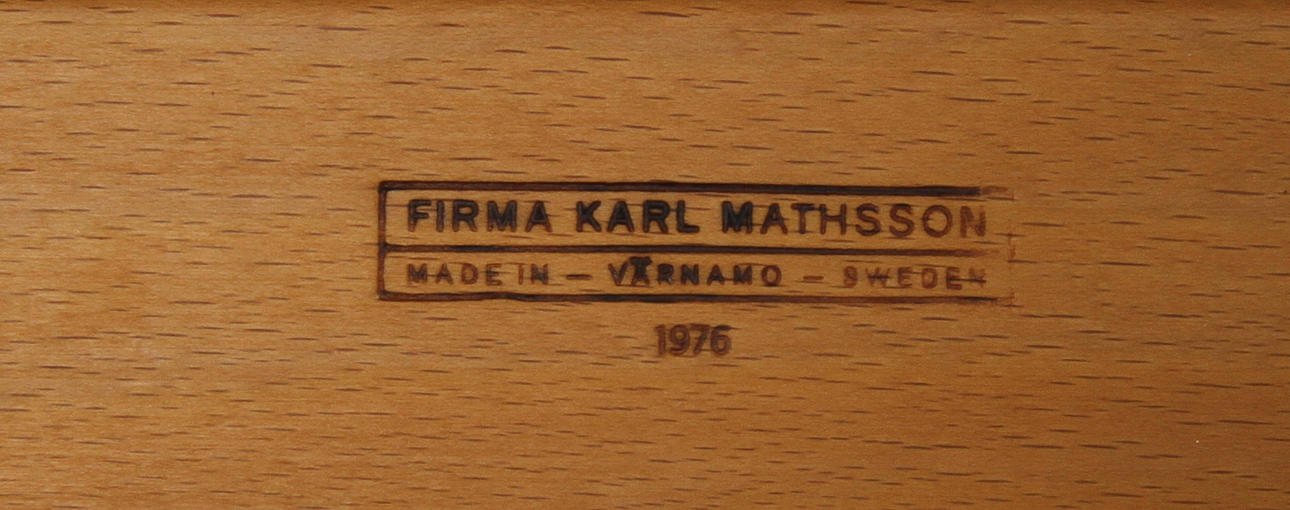 FIRMA KARL MATHSSON
MADE IN – VÄRNAMO – SWEDEN
1976